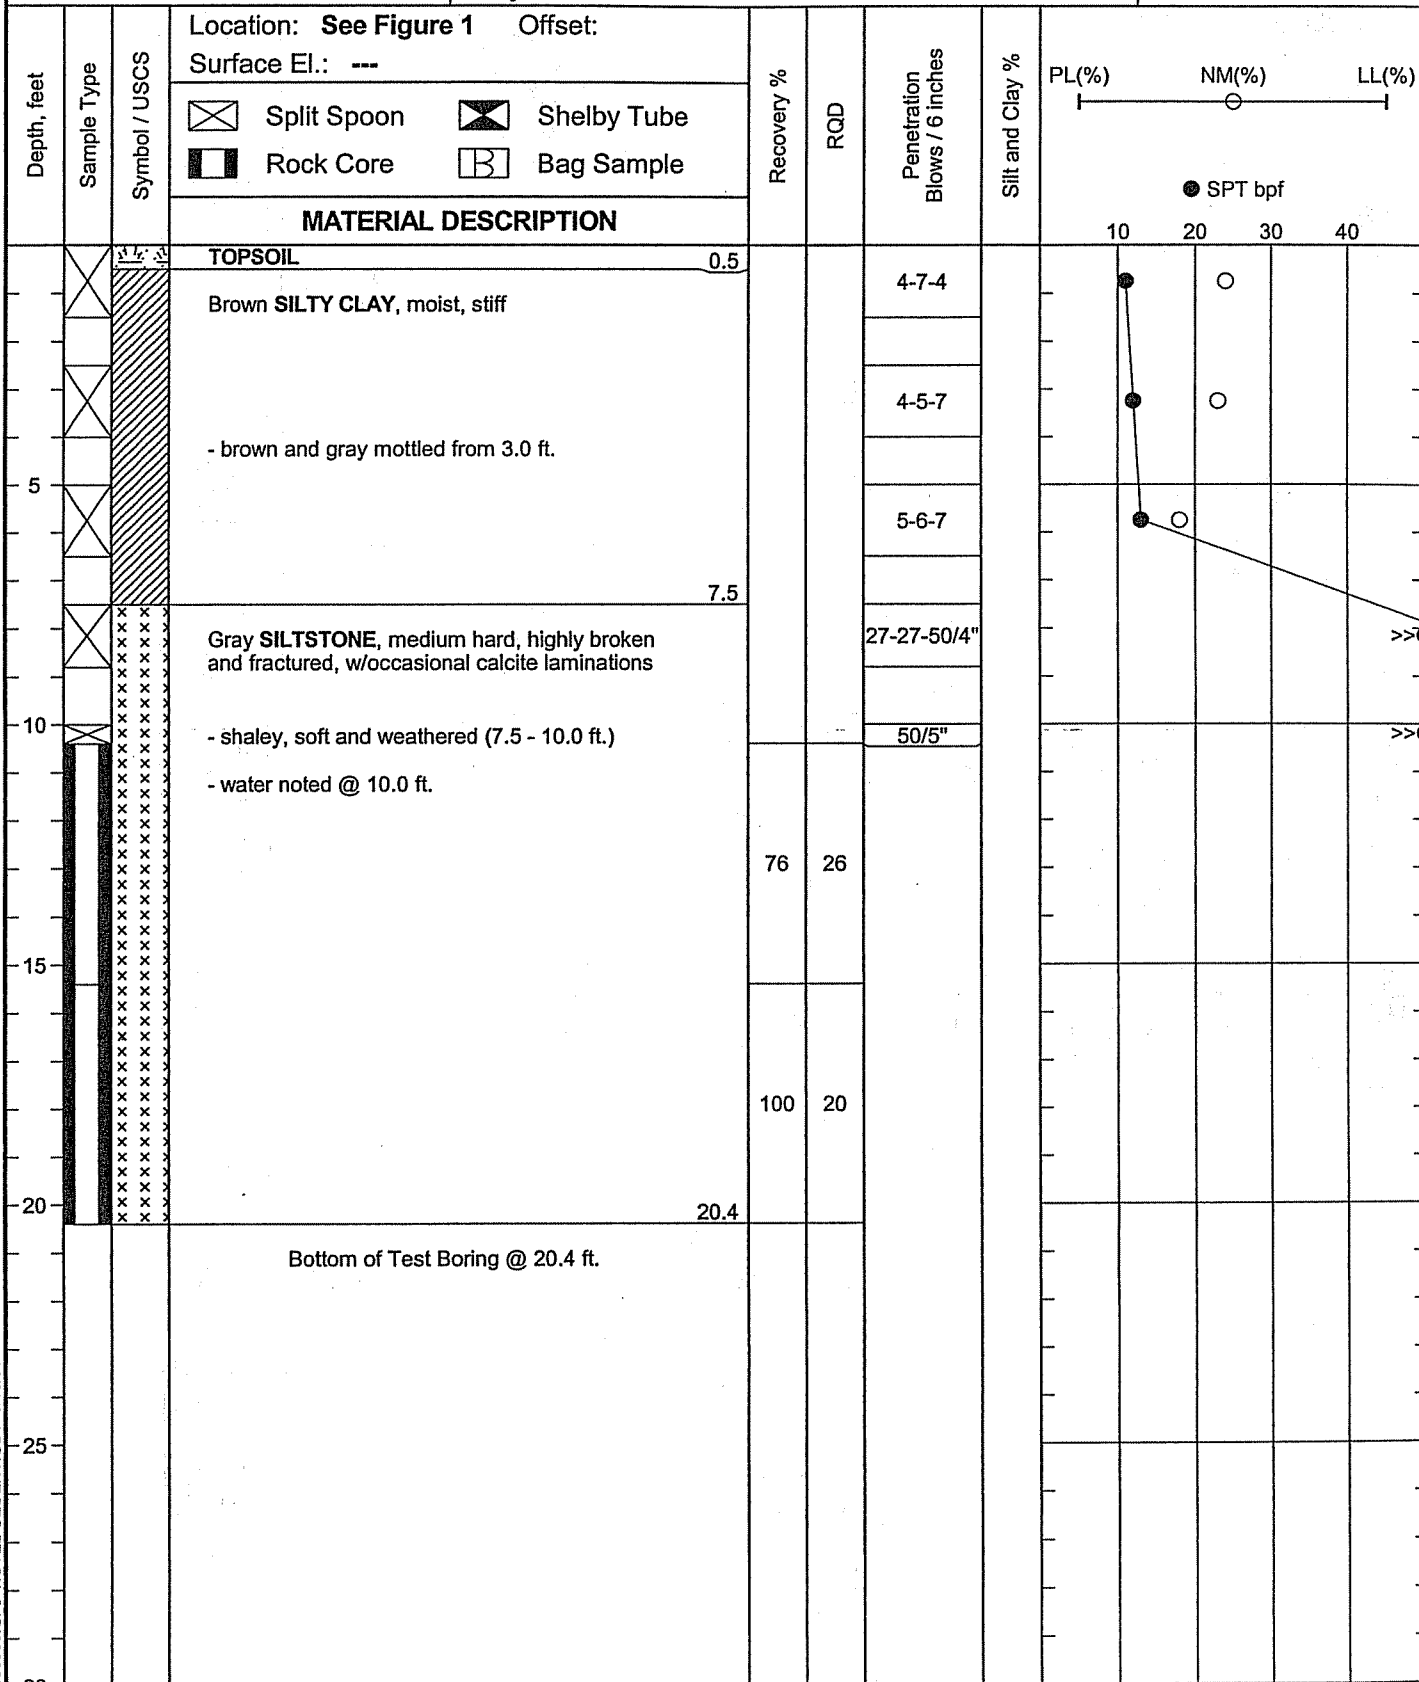 Location: See Figure 1 Offset:
Surface El.: ---
Depth, feet
Sample Type
Symbol / USCS
Split Spoon
Shelby Tube
Rock Core
Bag Sample
MATERIAL DESCRIPTION
Recovery %
RQD
Penetration
Blows / 6 Inches
Silt and Clay %
PL(%) NM(%) LL(%)
SPT bpf
10 20 30 40
TOPSOIL 0.5
4-7-4
Brown SILTY CLAY, moist, stiff
4-5-7
- brown and gray mottled from 3.0 ft.
5
5-6-7
7.5
Gray SILTSTONE, medium hard, highly broken
and fractured, w/occasional calcite laminations
27-27-50/4"
>>
10
- shaley, soft and weathered (7.5 - 10.0 ft.)
50/5"
>>
- water noted @ 10.0 ft.
76 26
15
100 20
20
20.4
Bottom of Test Boring @ 20.4 ft.
25